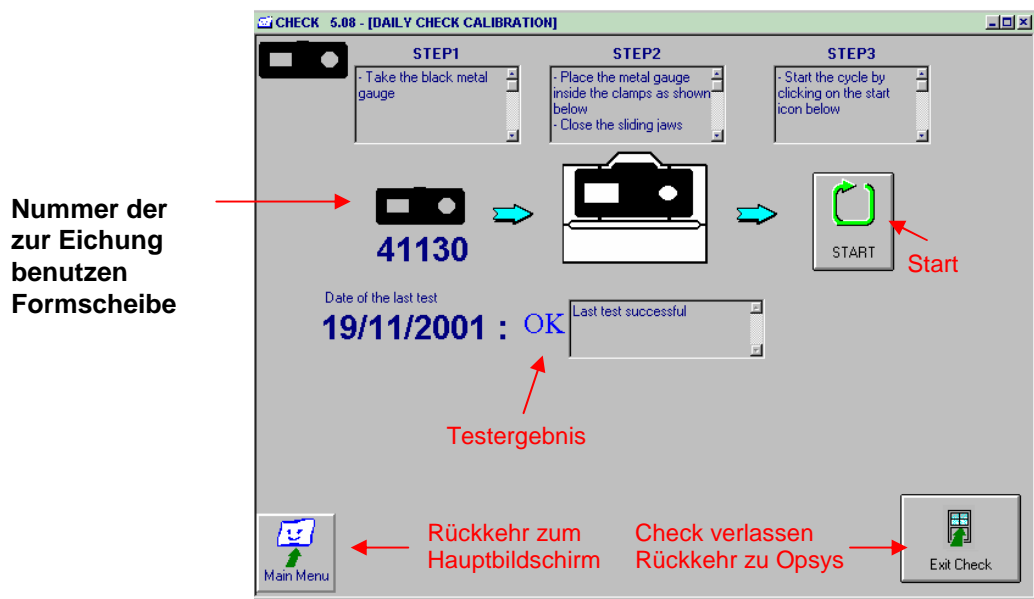 CHECK 5.08 - [DAILY CHECK CALIBRATION]
STEP1
- Take the black metal
gauge
STEP2
- Place the metal gauge
inside the clamps as shown
below
- Close the sliding jaws
STEP3
- Start the cycle by
clicking on the start
icon below
Nummer der
zur Eichung
benutzen
Formscheibe
41130
START
Start
Date of the last test
19/11/2001 : OK
Last test successful
Testergebnis
Main Menu
Rückkehr zum
Hauptbildschirm
Check verlassen
Rückkehr zu Opsys
Exit Check